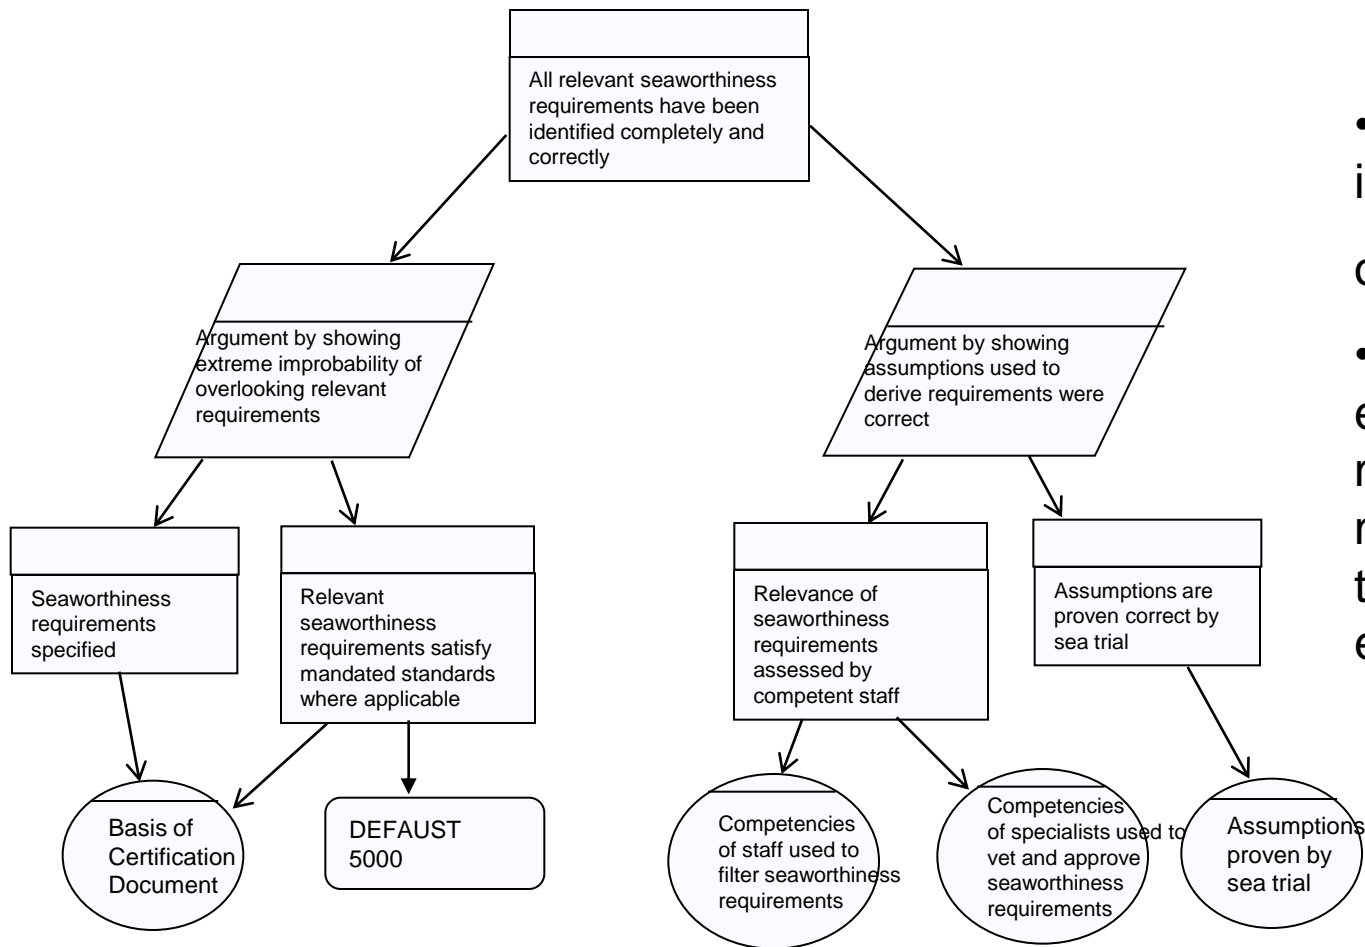 All relevant seaworthiness
requirements have been
identified completely and
correctly
Argument by showing
extreme improbability of
overlooking relevant
requirements
Argument by showing
assumptions used to
derive requirements were
correct
Seaworthiness
requirements
specified
Relevant
seaworthiness
requirements satisfy
mandated standards
where applicable
Relevance of
seaworthiness
requirements
assessed by
competent staff
Assumptions are
proven correct by
sea trial
Basis of
Certification
Document
DEFAUST
5000
Competencies
of staff used to
filter seaworthiness
requirements
Competencies
of specialists used to
vet and approve
seaworthiness
requirements
Assumptions
proven by
sea trial